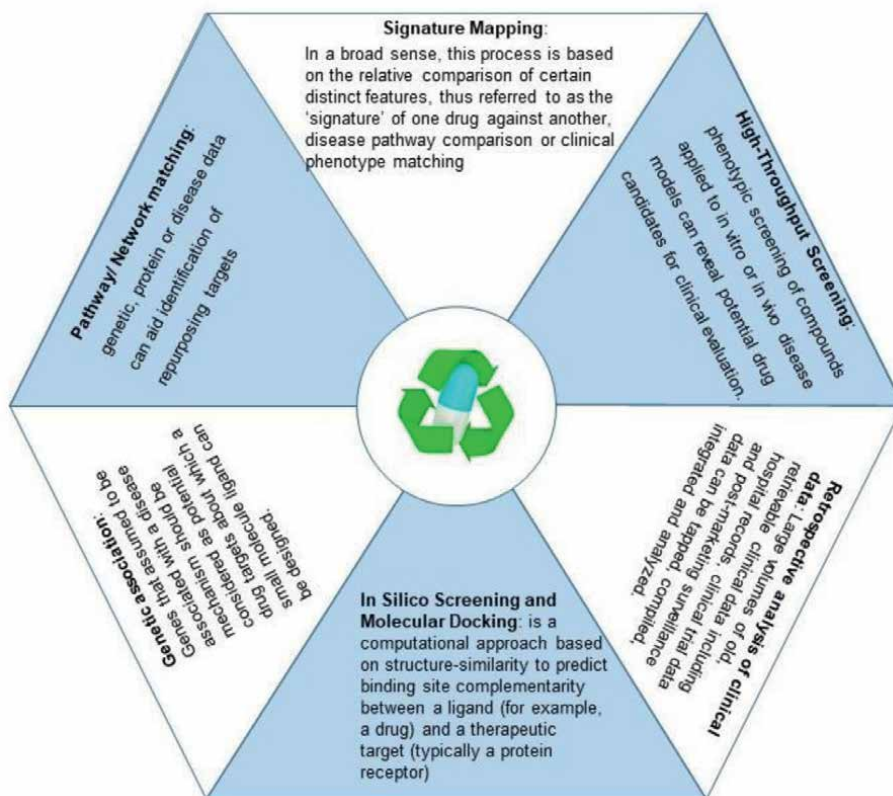 Signature Mapping:
In a broad sense, this process is based
on the relative comparison of certain
distinct features, thus referred to as the
‘signature’ of one drug against another,
disease pathway comparison or clinical
phenotype matching
High-Throughput Screening:
phenotypic screening of compounds
applied to in vitro or in vivo disease
models can reveal potential drug
candidates for clinical evaluation.
Retrospective analysis of clinical
data: Large volumes of old,
retrievable clinical data including
hospital records, clinical trial data
and post-marketing surveillance
data can be tapped, compiled,
integrated and analyzed.
In Silico Screening and
Molecular Docking: is a
computational approach based
on structure-similarity to predict
binding site complementarity
between a ligand (for example,
a drug) and a therapeutic
target (typically a protein
receptor)
Genetic association:
Genes that assumed to be
associated with a disease
mechanism should be
considered as potential
drug targets about which a
small molecule ligand can
be designed.
Pathway/ Network matching:
genetic, protein or disease data
can aid identification of
repurposing targets